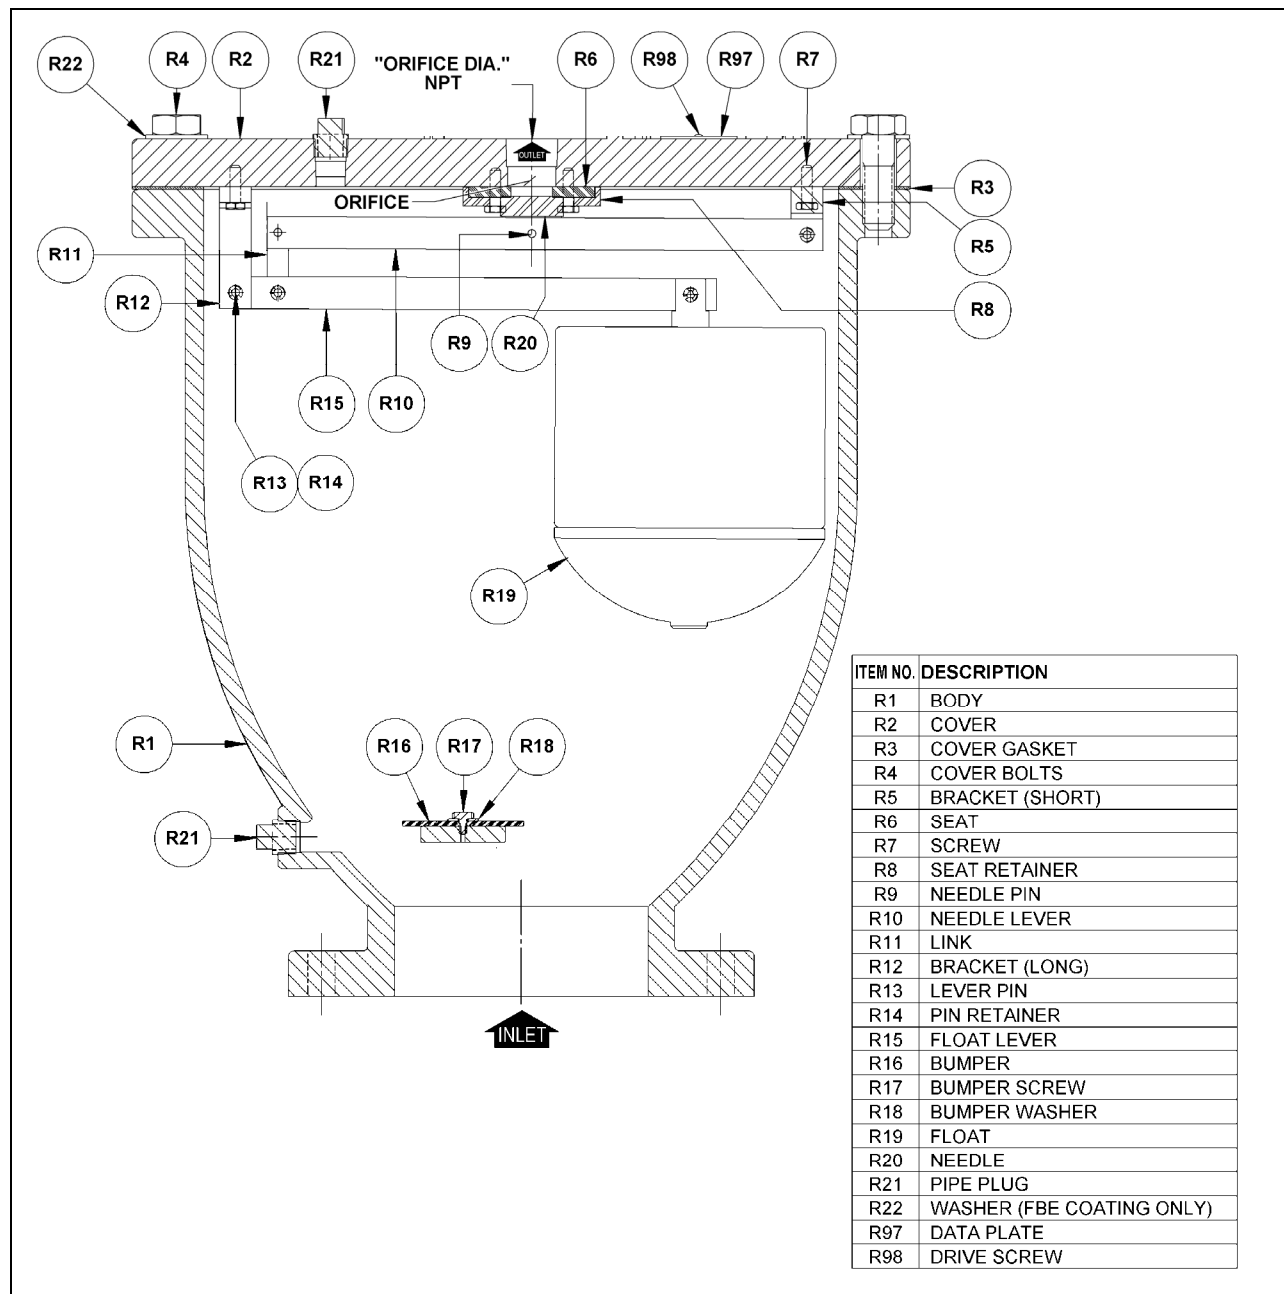 R22
R4
R2
R21
"ORIFICE DIA."
NPT
R6
R98
R97
R7
OUTLET
ORIFICE
R3
R5
R11
R12
R8
R9
R20
R15
R10
R13
R14
R19
R1
R16
R17
R18
R21
INLET
ITEM NO. DESCRIPTION
R1 BODY
R2 COVER
R3 COVER GASKET
R4 COVER BOLTS
R5 BRACKET (SHORT)
R6 SEAT
R7 SCREW
R8 SEAT RETAINER
R9 NEEDLE PIN
R10 NEEDLE LEVER
R11 LINK
R12 BRACKET (LONG)
R13 LEVER PIN
R14 PIN RETAINER
R15 FLOAT LEVER
R16 BUMPER
R17 BUMPER SCREW
R18 BUMPER WASHER
R19 FLOAT
R20 NEEDLE
R21 PIPE PLUG
R22 WASHER (FBE COATING ONLY)
R97 DATA PLATE
R98 DRIVE SCREW